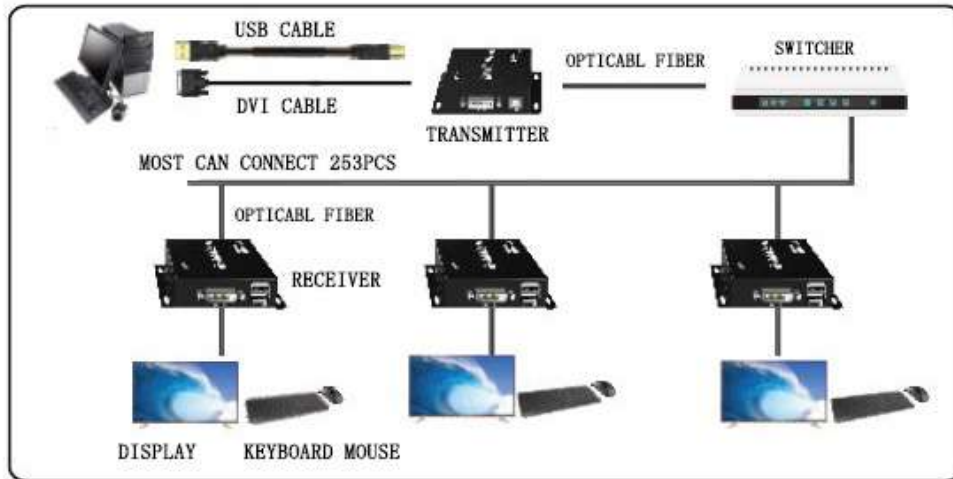 USB CABLE
DVI CABLE
TRANSMITTER
OPTICABL FIBER
SWITCHER
MOST CAN CONNECT 253PCS
OPTICABL FIBER
RECEIVER
DISPLAY
KEYBOARD MOUSE